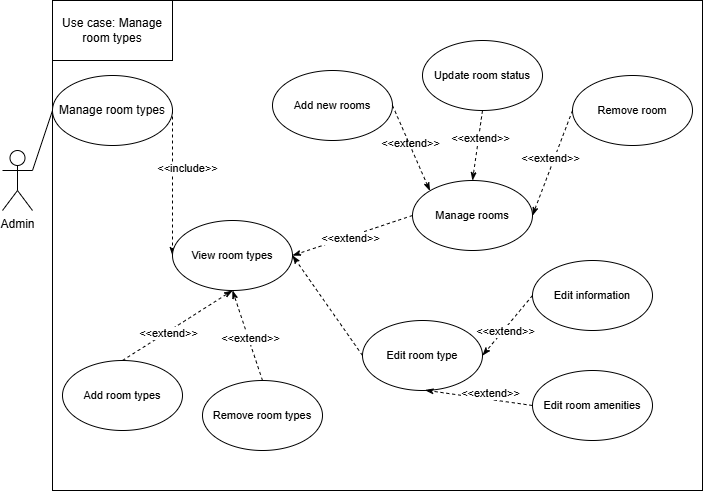 Use case: Manage
room types
Update room status
Manage room types
Add new rooms
Remove room
<<extend>>
<<extend>>
<<extend>>
<<include>>
Admin
Manage rooms
<<extend>>
View room types
Edit information
<<extend>>
<<extend>>
<<extend>>
Edit room type
Add room types
<<extend>>
Remove room types
Edit room amenities